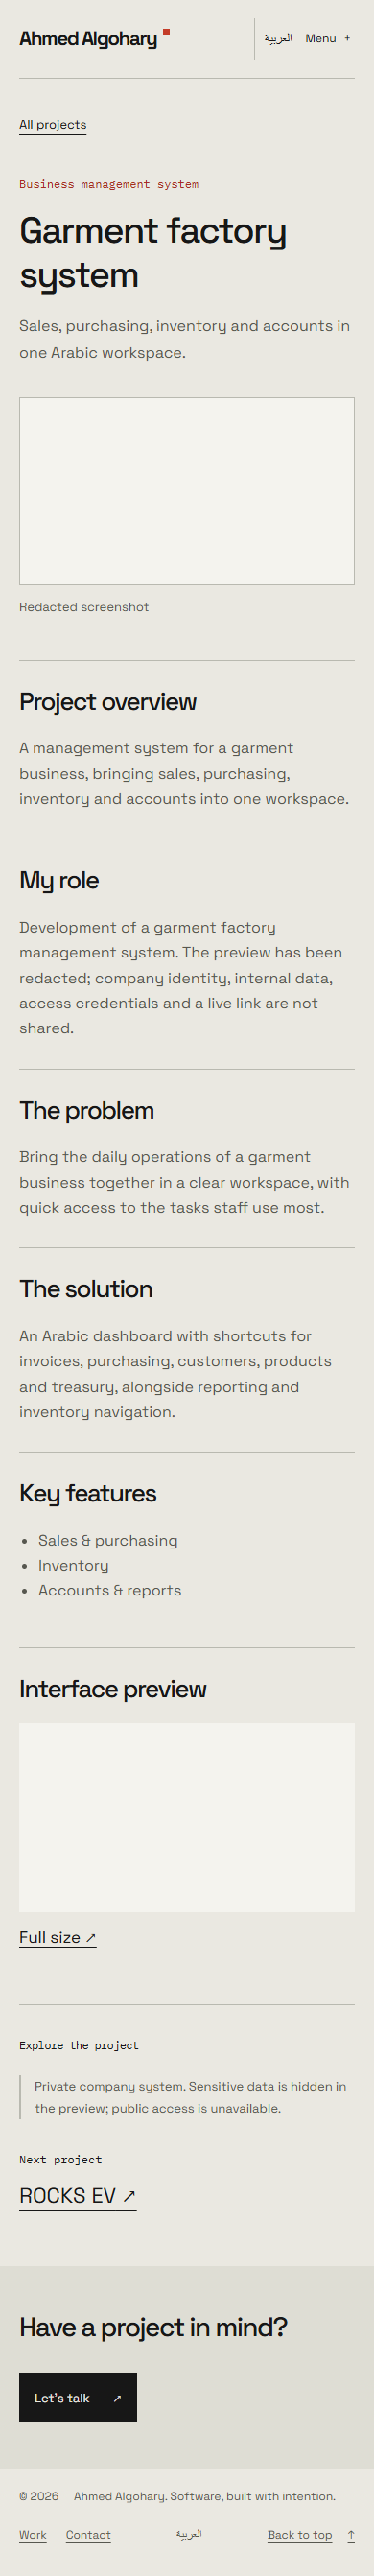 Ahmed Algohary
العربية Menu +
All projects
Business management system
Garment factory
system
Sales, purchasing, inventory and accounts in
one Arabic workspace.
Redacted screenshot
Project overview
A management system for a garment
business, bringing sales, purchasing,
inventory and accounts into one workspace.
My role
Development of a garment factory
management system. The preview has been
redacted; company identity, internal data,
access credentials and a live link are not
shared.
The problem
Bring the daily operations of a garment
business together in a clear workspace, with
quick access to the tasks staff use most.
The solution
An Arabic dashboard with shortcuts for
invoices, purchasing, customers, products
and treasury, alongside reporting and
inventory navigation.
Key features
• Sales & purchasing
• Inventory
• Accounts & reports
Interface preview
Full size ↗
Explore the project
Private company system. Sensitive data is hidden in
the preview; public access is unavailable.
Next project
ROCKS EV ↗
Have a project in mind?
Let's talk ↗
© 2026 Ahmed Algohary. Software, built with intention.
Work Contact العربية Back to top ↑